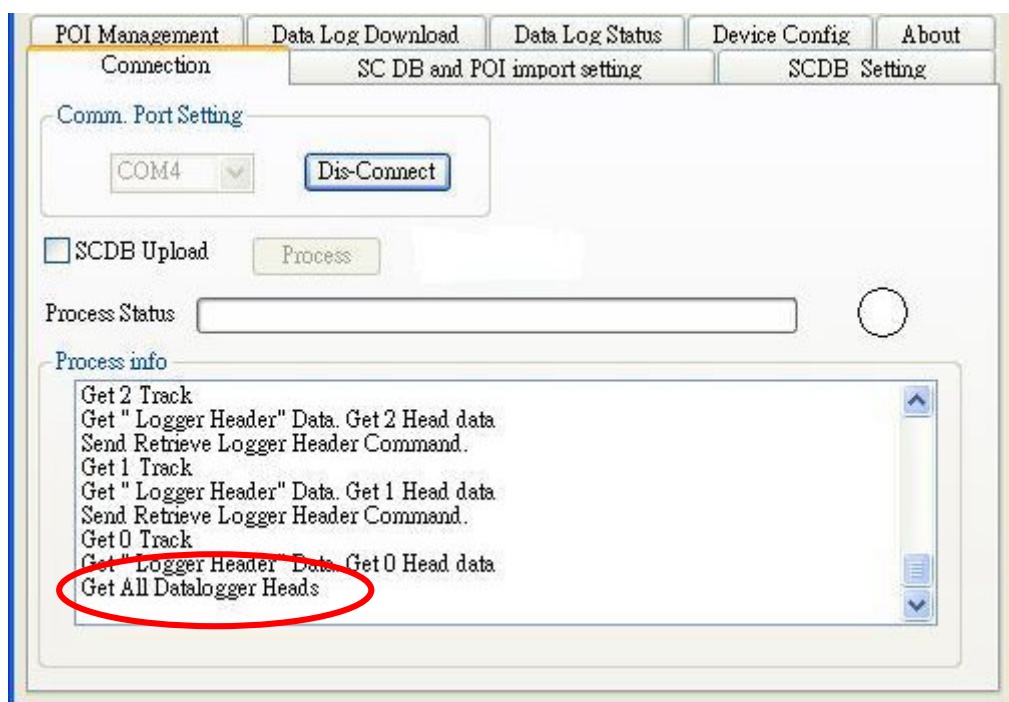 POI Management Data Log Download Data Log Status Device Config About
Connection SC DB and POI import setting SCDB Setting
Comm. Port Setting
COM4 Dis-Connect
SCDB Upload Process
Process Status
Process info
Get 2 Track
Get " Logger Header" Data. Get 2 Head data
Send Retrieve Logger Header Command.
Get 1 Track
Get " Logger Header" Data. Get 1 Head data
Send Retrieve Logger Header Command.
Get 0 Track
Get " Logger Header" Data. Get 0 Head data
Get All Datalogger Heads